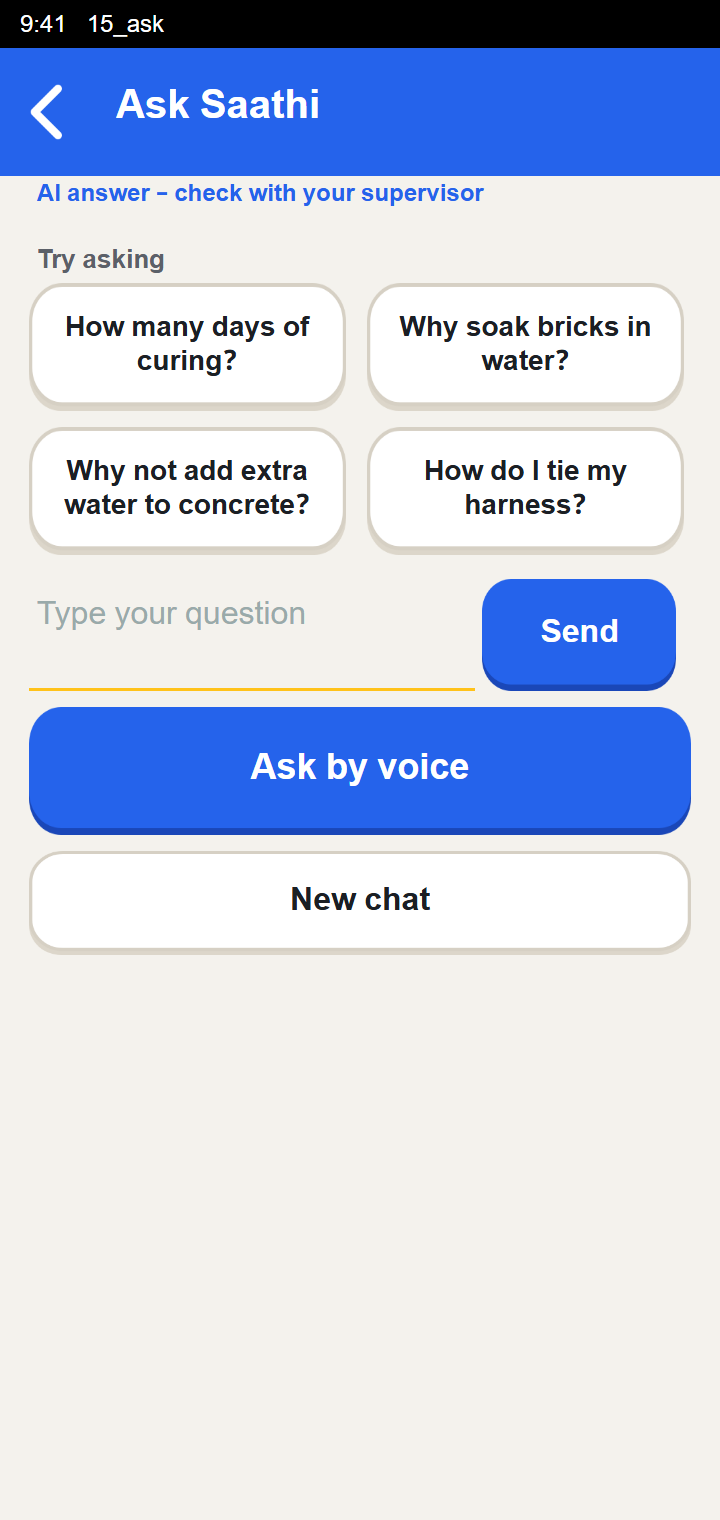 9:41 15_ask
Ask Saathi
AI answer – check with your supervisor
Try asking
How many days of
curing?
Why soak bricks in
water?
Why not add extra
water to concrete?
How do I tie my
harness?
Type your question
Send
Ask by voice
New chat